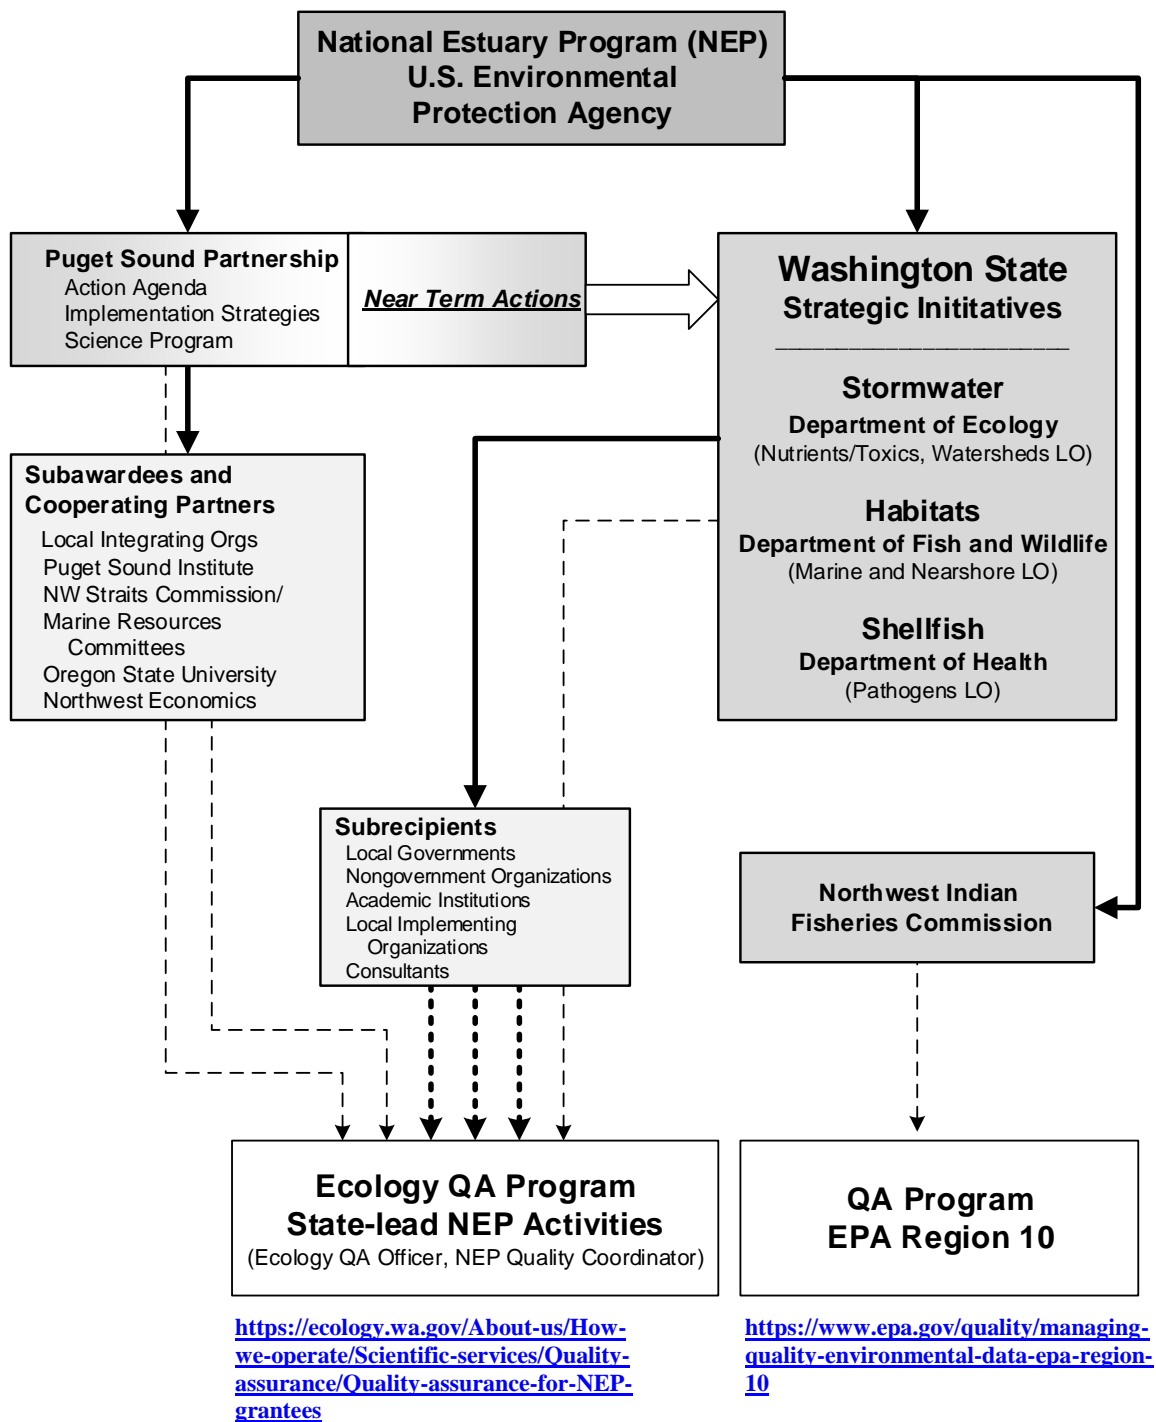 National Estuary Program (NEP)
U.S. Environmental
Protection Agency
Puget Sound Partnership
Action Agenda
Implementation Strategies
Science Program
Near Term Actions
Washington State
Strategic Inititatives
Stormwater
Department of Ecology
(Nutrients/Toxics, Watersheds LO)
Habitats
Department of Fish and Wildlife
(Marine and Nearshore LO)
Shellfish
Department of Health
(Pathogens LO)
Subawardees and
Cooperating Partners
Local Integrating Orgs
Puget Sound Institute
NW Straits Commission/
Marine Resources
Committees
Oregon State University
Northwest Economics
Subrecipients
Local Governments
Nongovernment Organizations
Academic Institutions
Local Implementing
Organizations
Consultants
Northwest Indian
Fisheries Commission
Ecology QA Program
State-lead NEP Activities
(Ecology QA Officer, NEP Quality Coordinator)
QA Program
EPA Region 10
https://ecology.wa.gov/About-us/How-
we-operate/Scientific-services/Quality-
assurance/Quality-assurance-for-NEP-
grantees
https://www.epa.gov/quality/managing-
quality-environmental-data-epa-region-
10